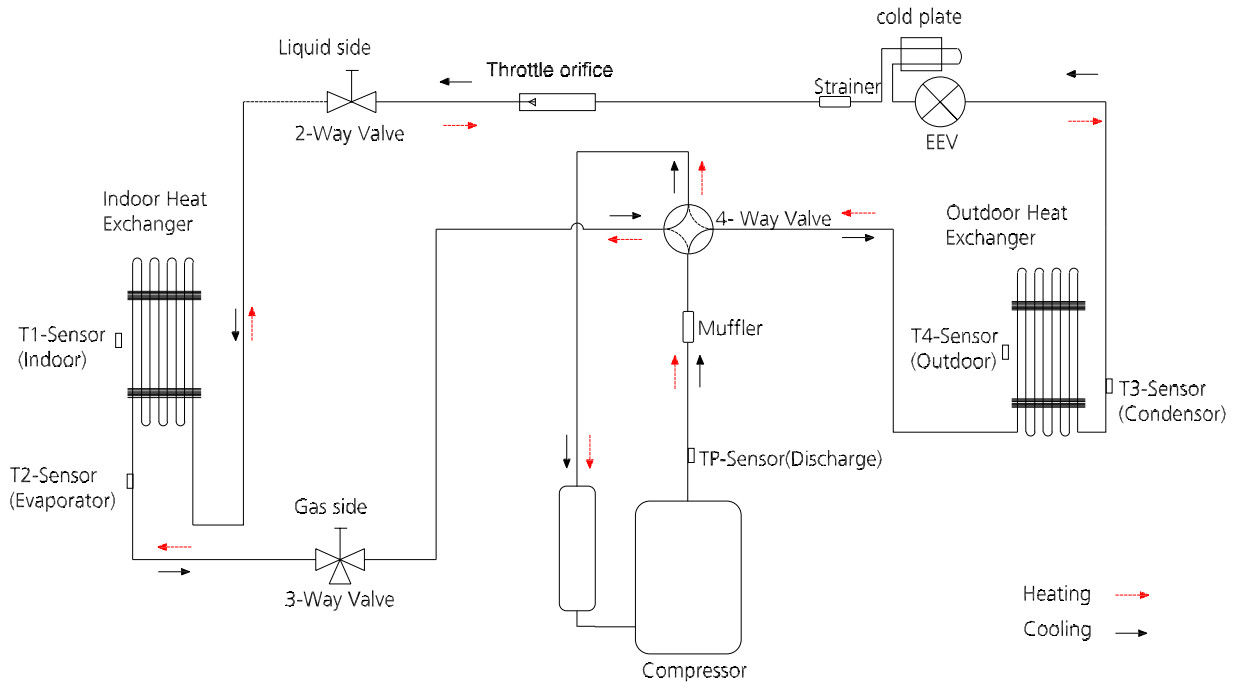 cold plate
Liquid side
Throttle orifice
Strainer
2-Way Valve
EEV
Indoor Heat
Exchanger
4- Way Valve
Outdoor Heat
Exchanger
T1-Sensor
(Indoor)
Muffler
T4-Sensor
(Outdoor)
T3-Sensor
(Condensor)
T2-Sensor
(Evaporator)
TP-Sensor(Discharge)
Gas side
3-Way Valve
Heating
Cooling
Compressor